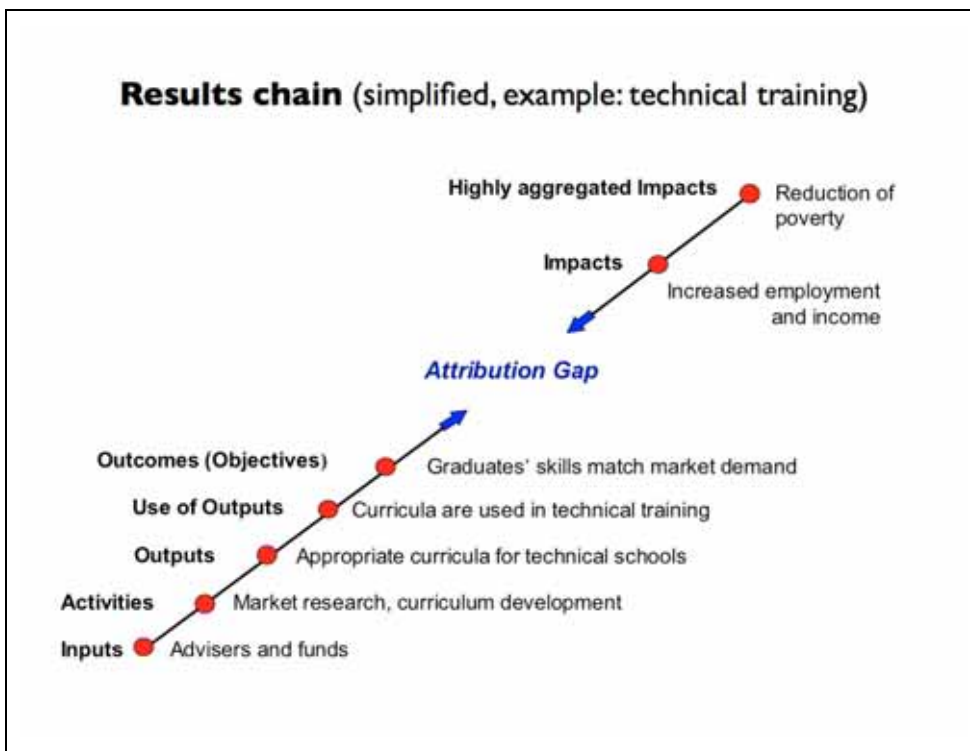 Results chain (simplified, example: technical training)
Highly aggregated Impacts
Reduction of
poverty
Impacts
Increased employment
and income
Attribution Gap
Outcomes (Objectives)
Graduates' skills match market demand
Use of Outputs
Curricula are used in technical training
Outputs
Appropriate curricula for technical schools
Activities
Market research, curriculum development
Inputs
Advisers and funds